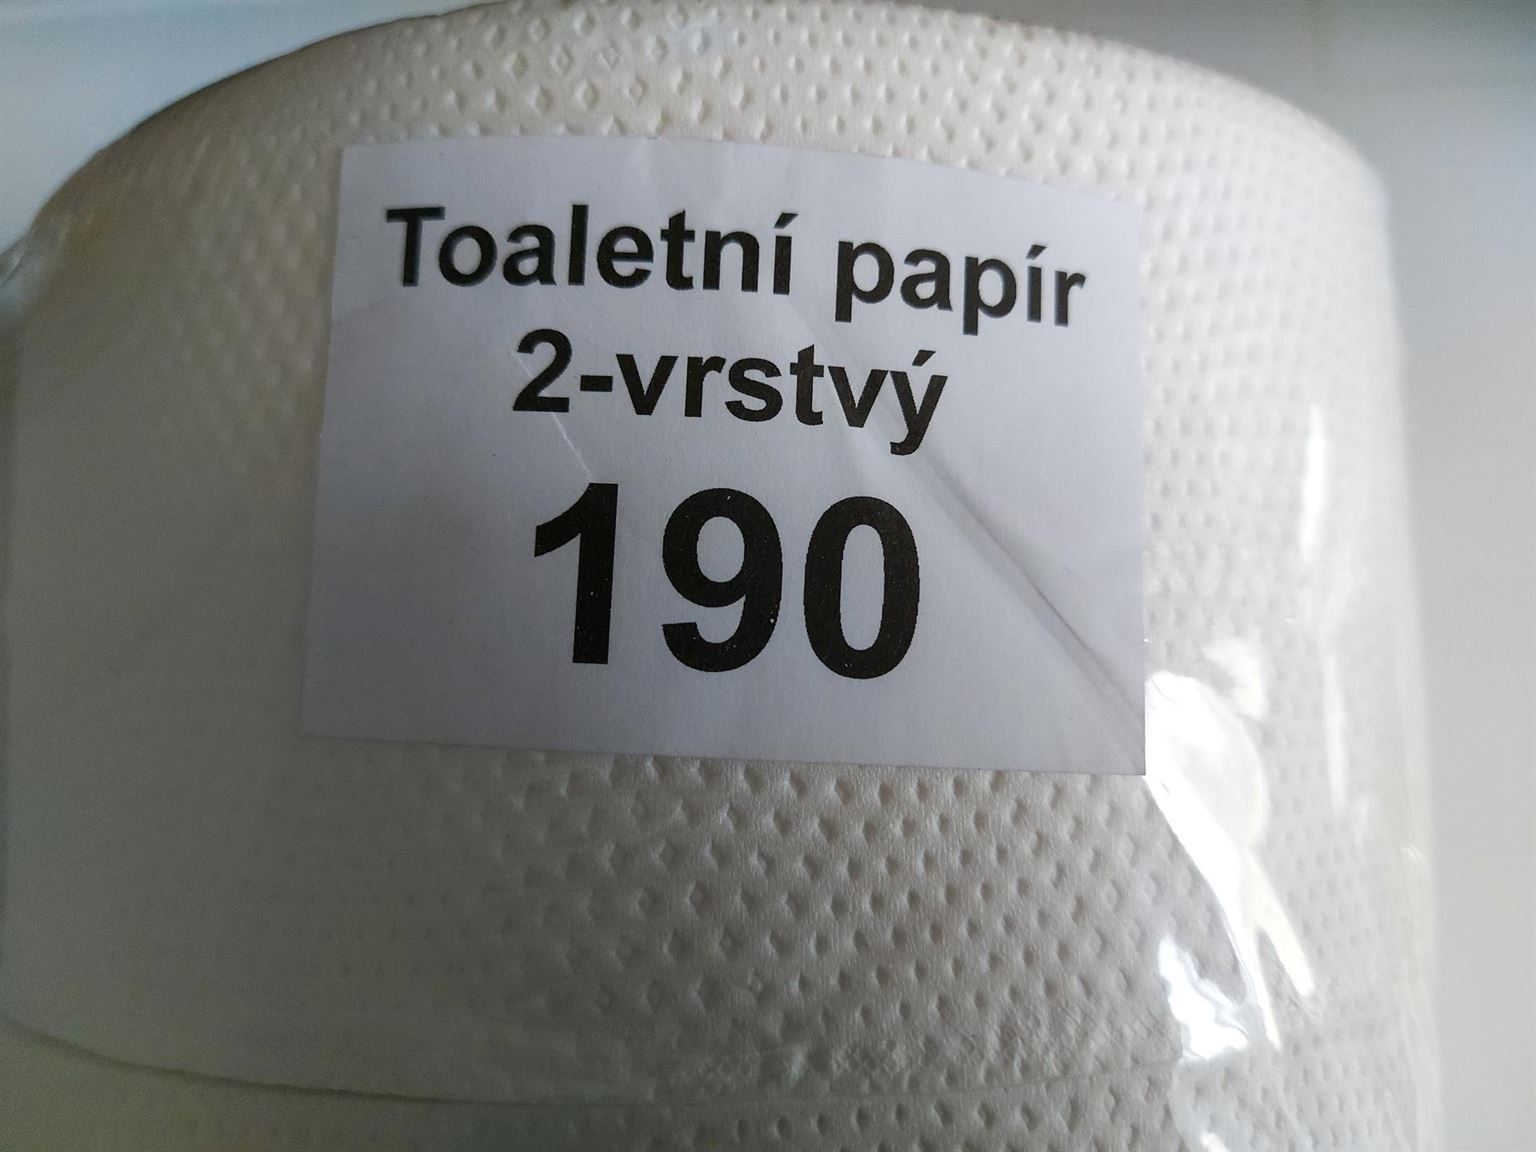 Toaletní papír
2-vrstvý
190